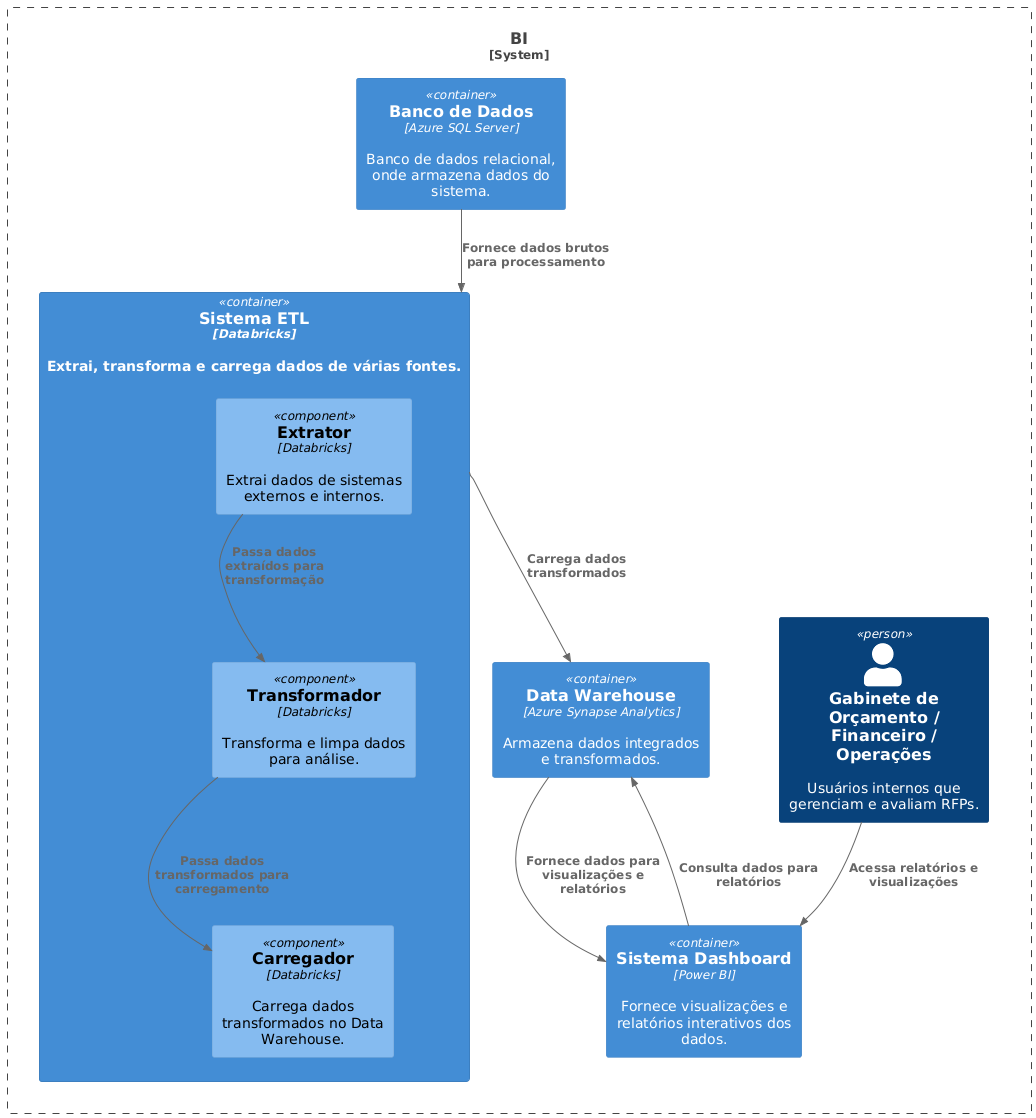 BI
[System]
«container»
Banco de Dados
[Azure SQL Server]
Banco de dados relacional,
onde armazena dados do
sistema.
Fornece dados brutos
para processamento
«container»
Sistema ETL
[Databricks]
Extrai, transforma e carrega dados de várias fontes.
«component»
Extrator
[Databricks]
Extrai dados de sistemas
externos e internos.
Passa dados
extraídos para
transformação
Carrega dados
transformados
«component»
Transformador
[Databricks]
Transforma e limpa dados
para análise.
«container»
Data Warehouse
[Azure Synapse Analytics]
Armazena dados integrados
e transformados.
«person»
Gabinete de
Orçamento /
Financeiro /
Operações
Usuários internos que
gerenciam e avaliam RFPs.
Passa dados
transformados para
carregamento
Fornece dados para
visualizações e
relatórios
Consulta dados para
relatórios
Acessa relatórios e
visualizações
«component»
Carregador
[Databricks]
Carrega dados
transformados no Data
Warehouse.
«container»
Sistema Dashboard
[Power BI]
Fornece visualizações e
relatórios interativos dos
dados.